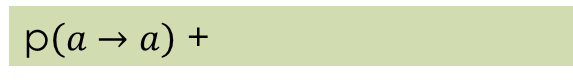 p(a → a) +